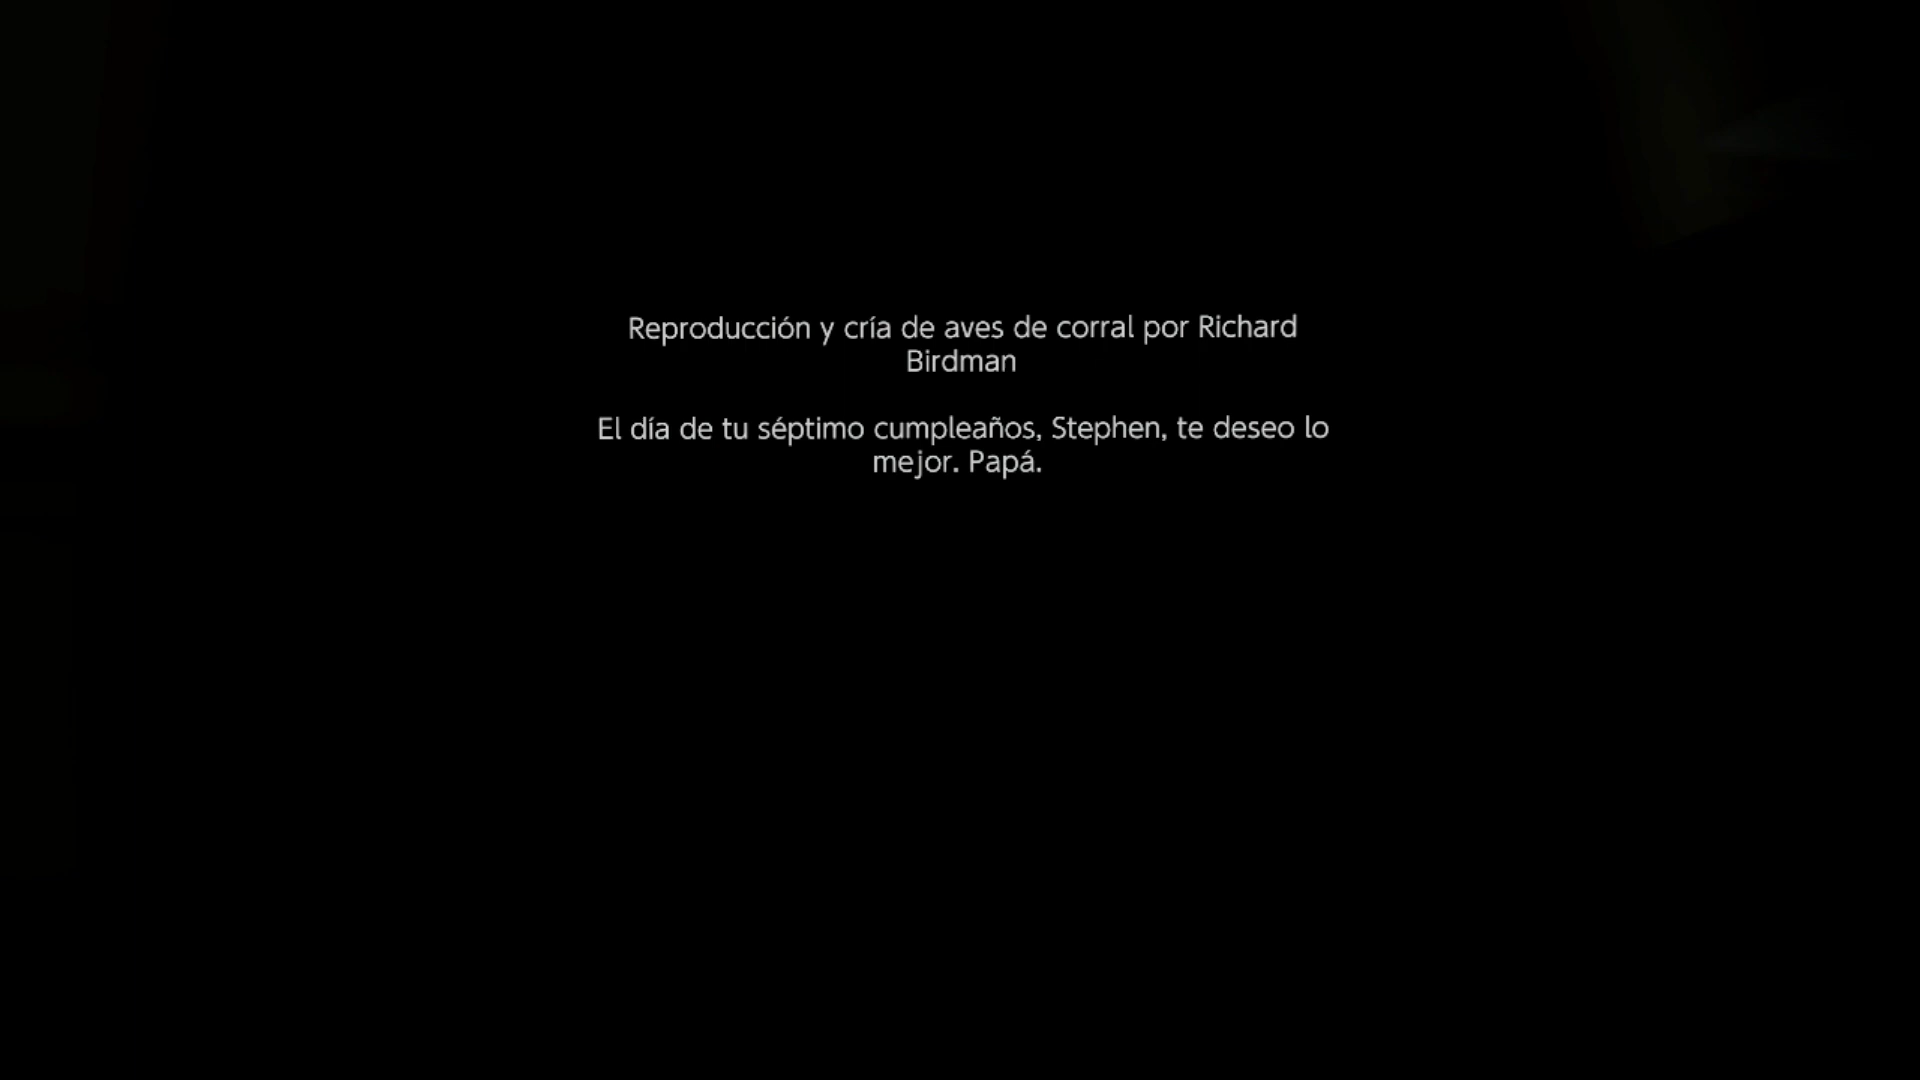 Reproducción y cría de aves de corral por Richard
Birdman
El día de tu séptimo cumpleaños, Stephen, te deseo lo
mejor. Papá.